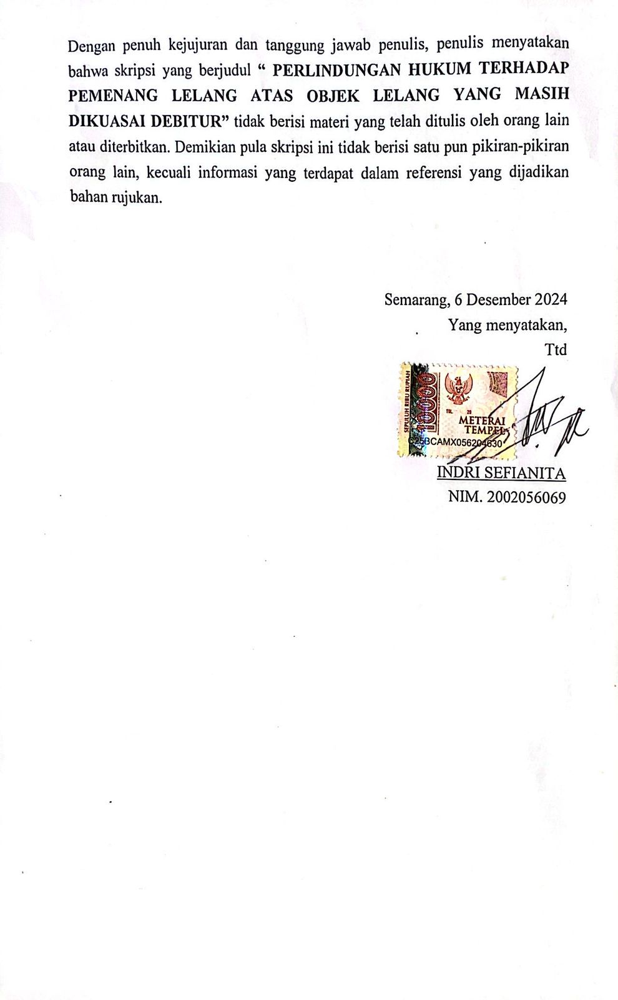 Dengan penuh kejujuran dan tanggung jawab penulis, penulis menyatakan
bahwa skripsi yang berjudul “ PERLINDUNGAN HUKUM TERHADAP
PEMENANG LELANG ATAS OBJEK LELANG YANG MASIH
DIKUASAI DEBITUR” tidak berisi materi yang telah ditulis oleh orang lain
atau diterbitkan. Demikian pula skripsi ini tidak berisi satu pun pikiran-pikiran
orang lain, kecuali informasi yang terdapat dalam referensi yang dijadikan
bahan rujukan.
Semarang, 6 Desember 2024
Yang menyatakan,
Ttd
SEPULUH RIBU RUPIAH
10000
TGL. 20
METERAI
TEMPEL
INDRI SEFIANITA
NIM. 2002056069